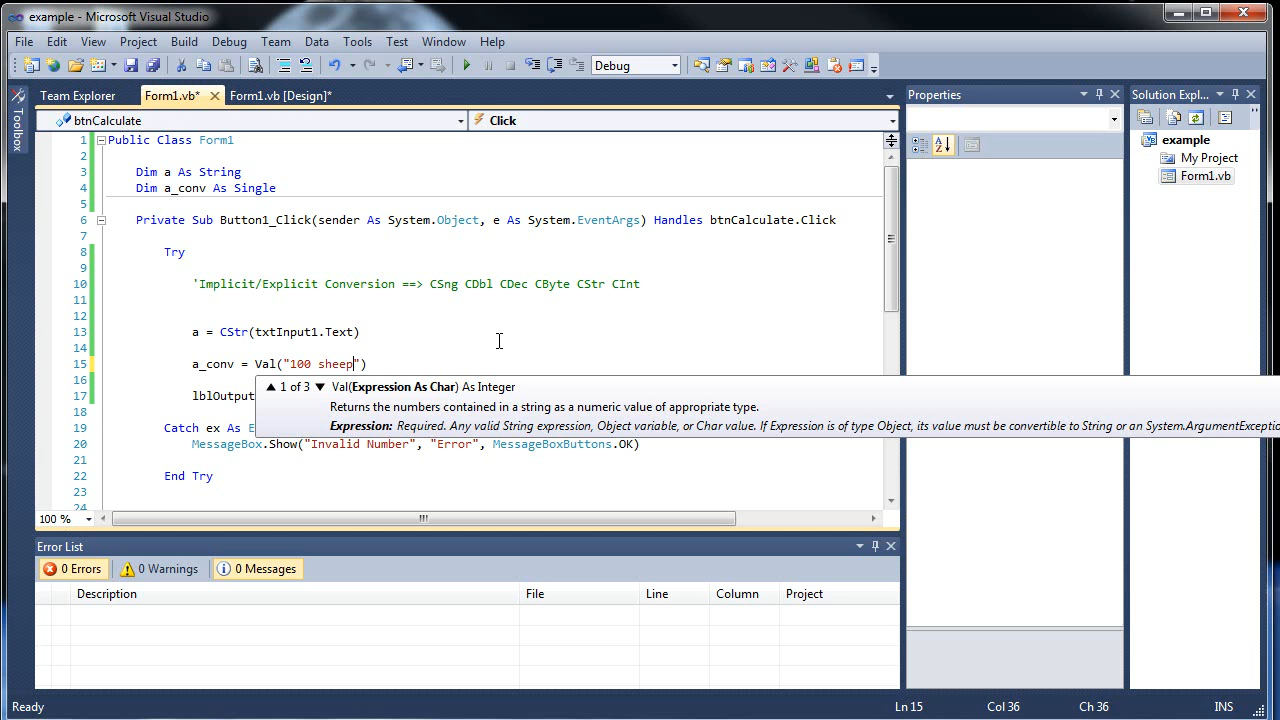 example - Microsoft Visual Studio
File Edit View Project Build Debug Team Data Tools Test Window Help
Debug
Team Explorer Form1.vb* Form1.vb [Design]*
btnCalculate Click
1 Public Class Form1
2
3 Dim a As String
4 Dim a_conv As Single
5
6 Private Sub Button1_Click(sender As System.Object, e As System.EventArgs) Handles btnCalculate.Click
7
8 Try
9
10 'Implicit/Explicit Conversion ==> CSng CDbl CDec CByte CStr CInt
11
12
13 a = CStr(txtInput1.Text)
14
15 a_conv = Val("100 sheep")
16
17 lblOutput
1 of 3 Val(Expression As Char) As Integer
Returns the numbers contained in a string as a numeric value of appropriate type.
Expression: Required. Any valid String expression, Object variable, or Char value. If Expression is of type Object, its value must be convertible to String or an System.ArgumentExceptio
18
19 Catch ex As E
20 MessageBox.Show("Invalid Number", "Error", MessageBoxButtons.OK)
21
22 End Try
23
24
100 %
Toolbox
Properties
Solution Expl...
example
My Project
Form1.vb
Error List
0 Errors 0 Warnings 0 Messages
Description File Line Column Project
Ready Ln 15 Col 36 Ch 36 INS